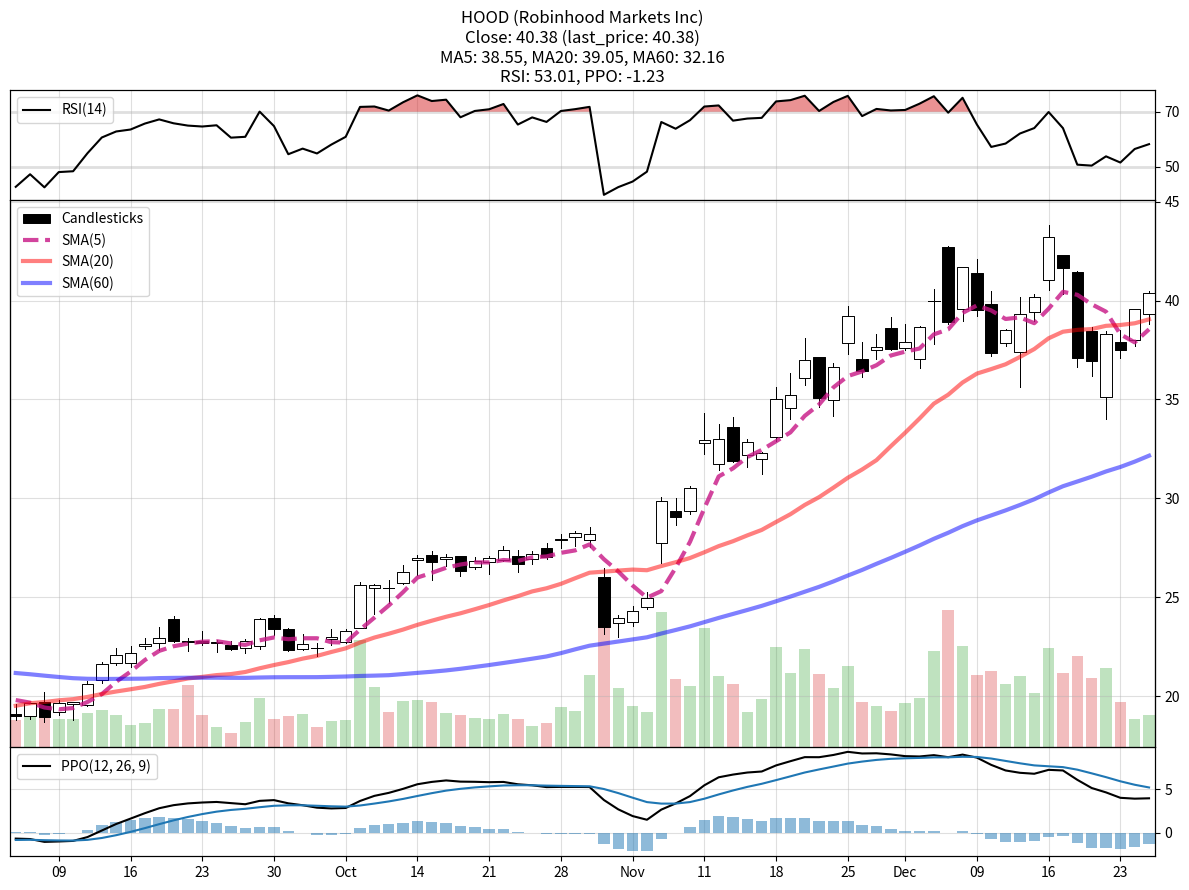 HOOD (Robinhood Markets Inc)
Close: 40.38 (last_price: 40.38)
MA5: 38.55, MA20: 39.05, MA60: 32.16
RSI: 53.01, PPO: -1.23
RSI(14)
70
50
45
Candlesticks
SMA(5)
SMA(20)
SMA(60)
40
35
30
25
20
PPO(12, 26, 9)
5
0
09 16 23 30 Oct 14 21 28 Nov 11 18 25 Dec 09 16 23